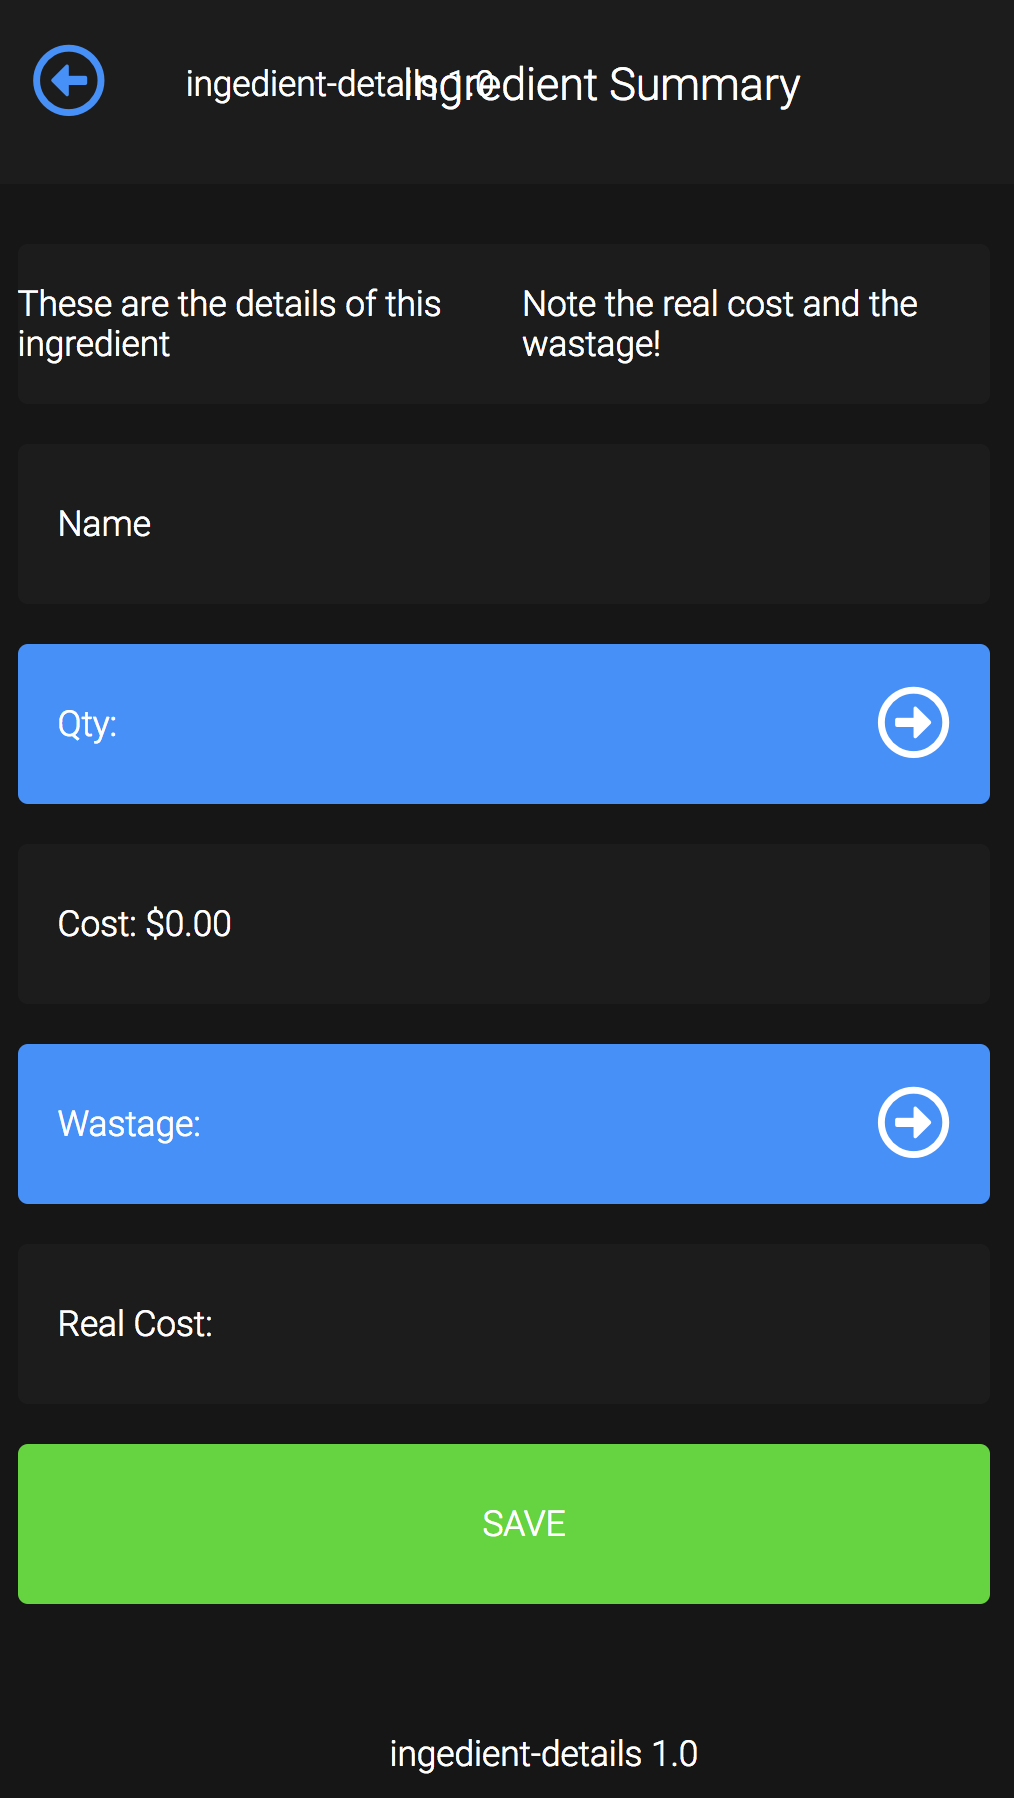 ingedient-details 1.0
Ingredient Summary
These are the details of this
ingredient
Note the real cost and the
wastage!
Name
Qty:
Cost: $0.00
Wastage:
Real Cost:
SAVE
ingedient-details 1.0